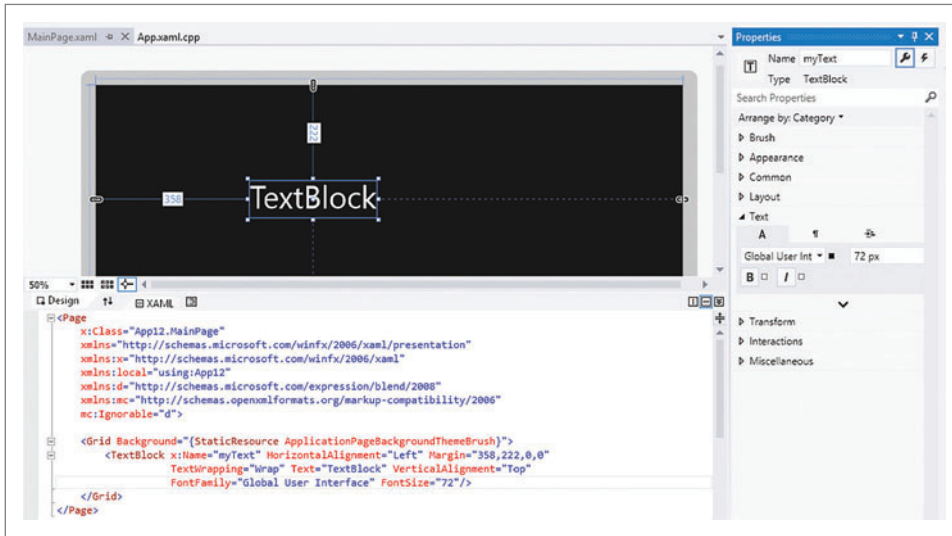 MainPage.xaml App.xaml.cpp
222
358
TextBlock
50%
Design XAML
<Page
x:Class="App12.MainPage"
xmlns="http://schemas.microsoft.com/winfx/2006/xaml/presentation"
xmlns:x="http://schemas.microsoft.com/winfx/2006/xaml"
xmlns:local="using:App12"
xmlns:d="http://schemas.microsoft.com/expression/blend/2008"
xmlns:mc="http://schemas.openxmlformats.org/markup-compatibility/2006"
mc:Ignorable="d">
<Grid Background="{StaticResource ApplicationPageBackgroundThemeBrush}">
<TextBlock x:Name="myText" HorizontalAlignment="Left" Margin="358,222,0,0"
TextWrapping="Wrap" Text="TextBlock" VerticalAlignment="Top"
FontFamily="Global User Interface" FontSize="72"/>
</Grid>
</Page>
Properties
Name myText
Type TextBlock
Search Properties
Arrange by: Category
Brush
Appearance
Common
Layout
Text
A ¶
Global User Int 72 px
B I
Transform
Interactions
Miscellaneous